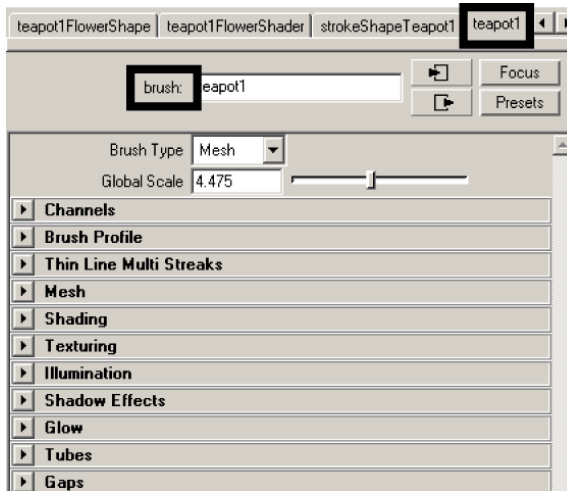 teapot1FlowerShape teapot1FlowerShader strokeShapeTeapot1 teapot1
brush: teapot1 Focus
Presets
Brush Type Mesh
Global Scale 4.475
Channels
Brush Profile
Thin Line Multi Streaks
Mesh
Shading
Texturing
Illumination
Shadow Effects
Glow
Tubes
Gaps